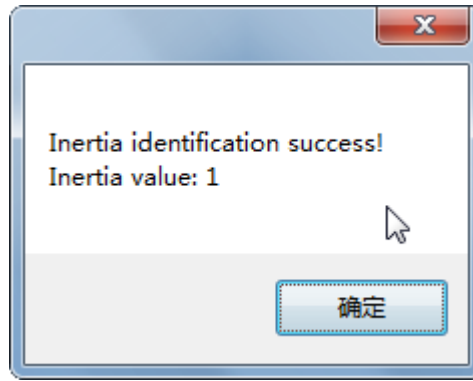 Inertia identification success!
Inertia value: 1
确定